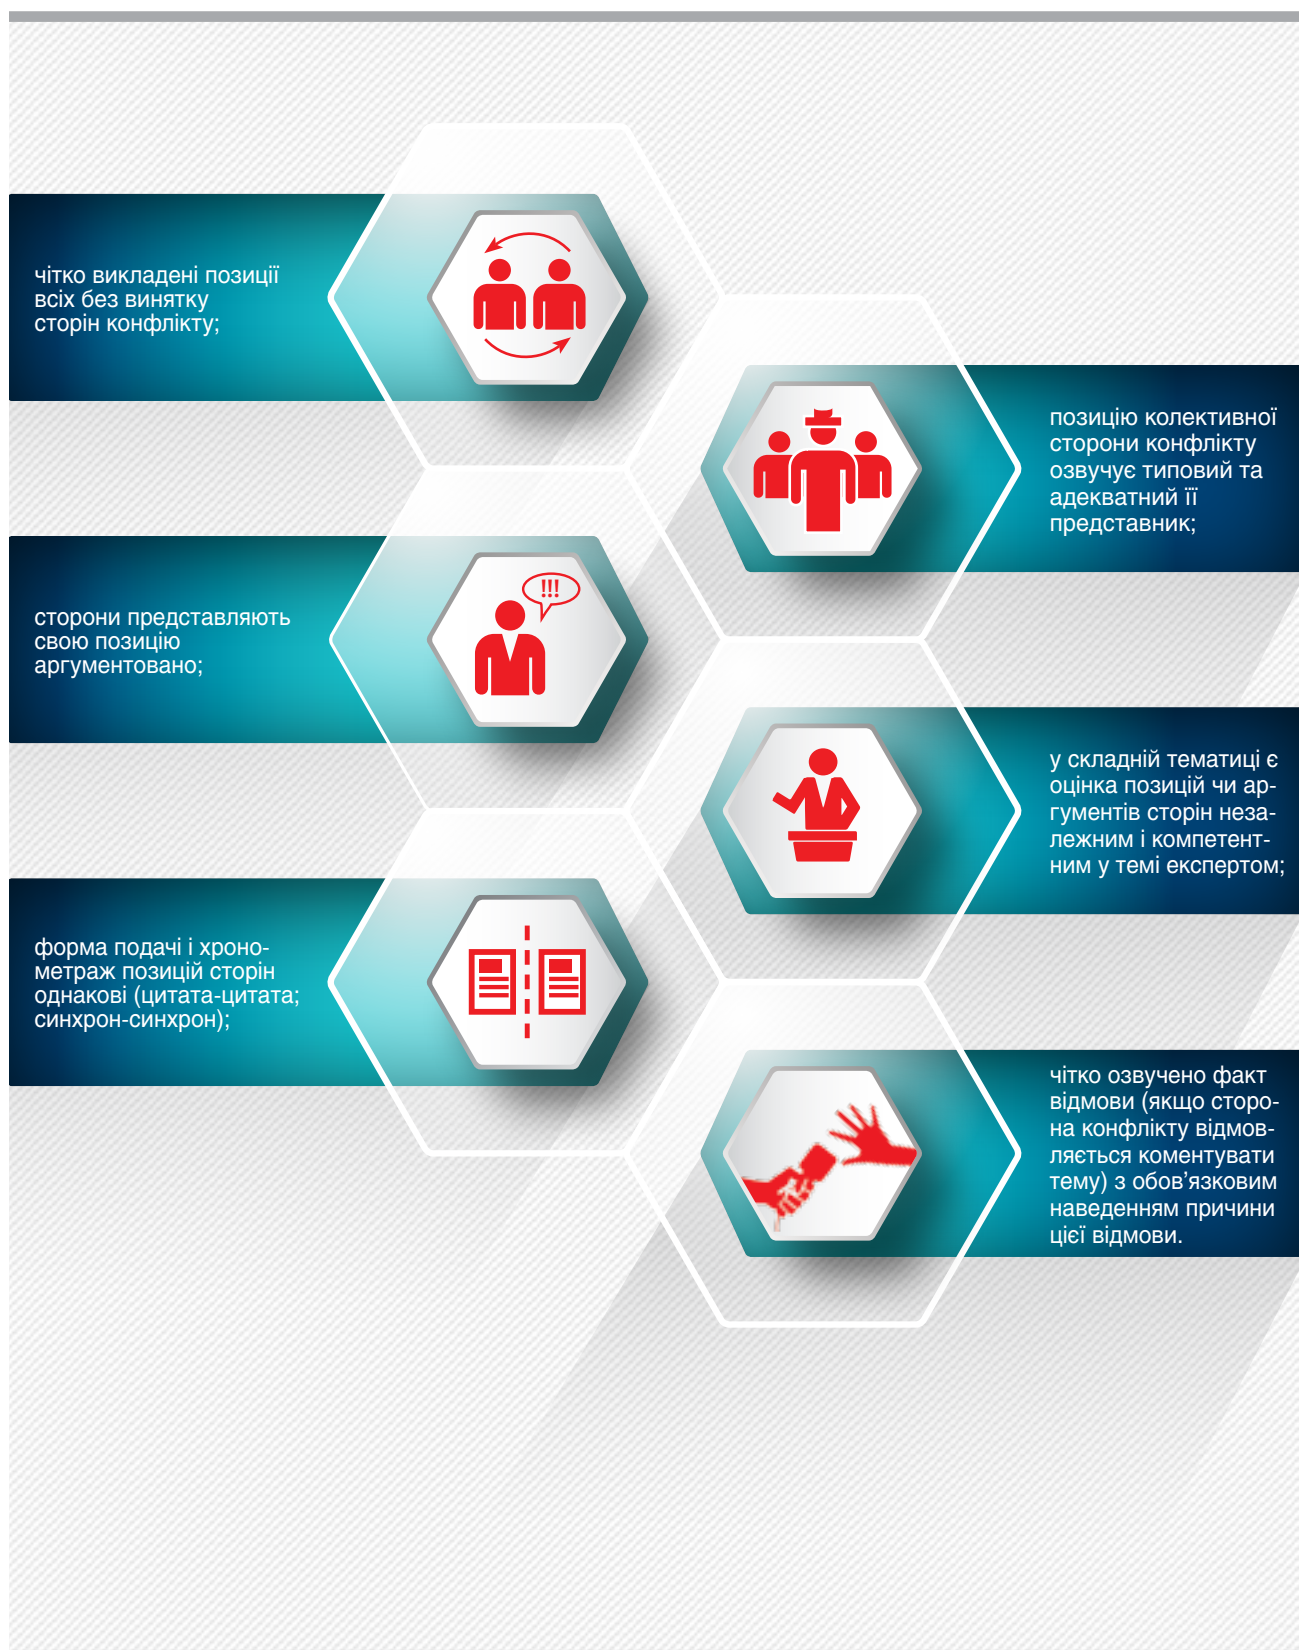 чітко викладені позиції
всіх без винятку
сторін конфлікту;
позицію колективної
сторони конфлікту
озвучує типовий та
адекватний її
представник;
!!!
сторони представляють
свою позицію
аргументовано;
у складній тематиці є
оцінка позицій чи ар-
гументів сторін неза-
лежним і компетент-
ним у темі експертом;
форма подачі і хроно-
метраж позицій сторін
однакові (цитата-цитата;
синхрон-синхрон);
чітко озвучено факт
відмови (якщо сторо-
на конфлікту відмов-
ляється коментувати
тему) з обов’язковим
наведенням причини
цієї відмови.